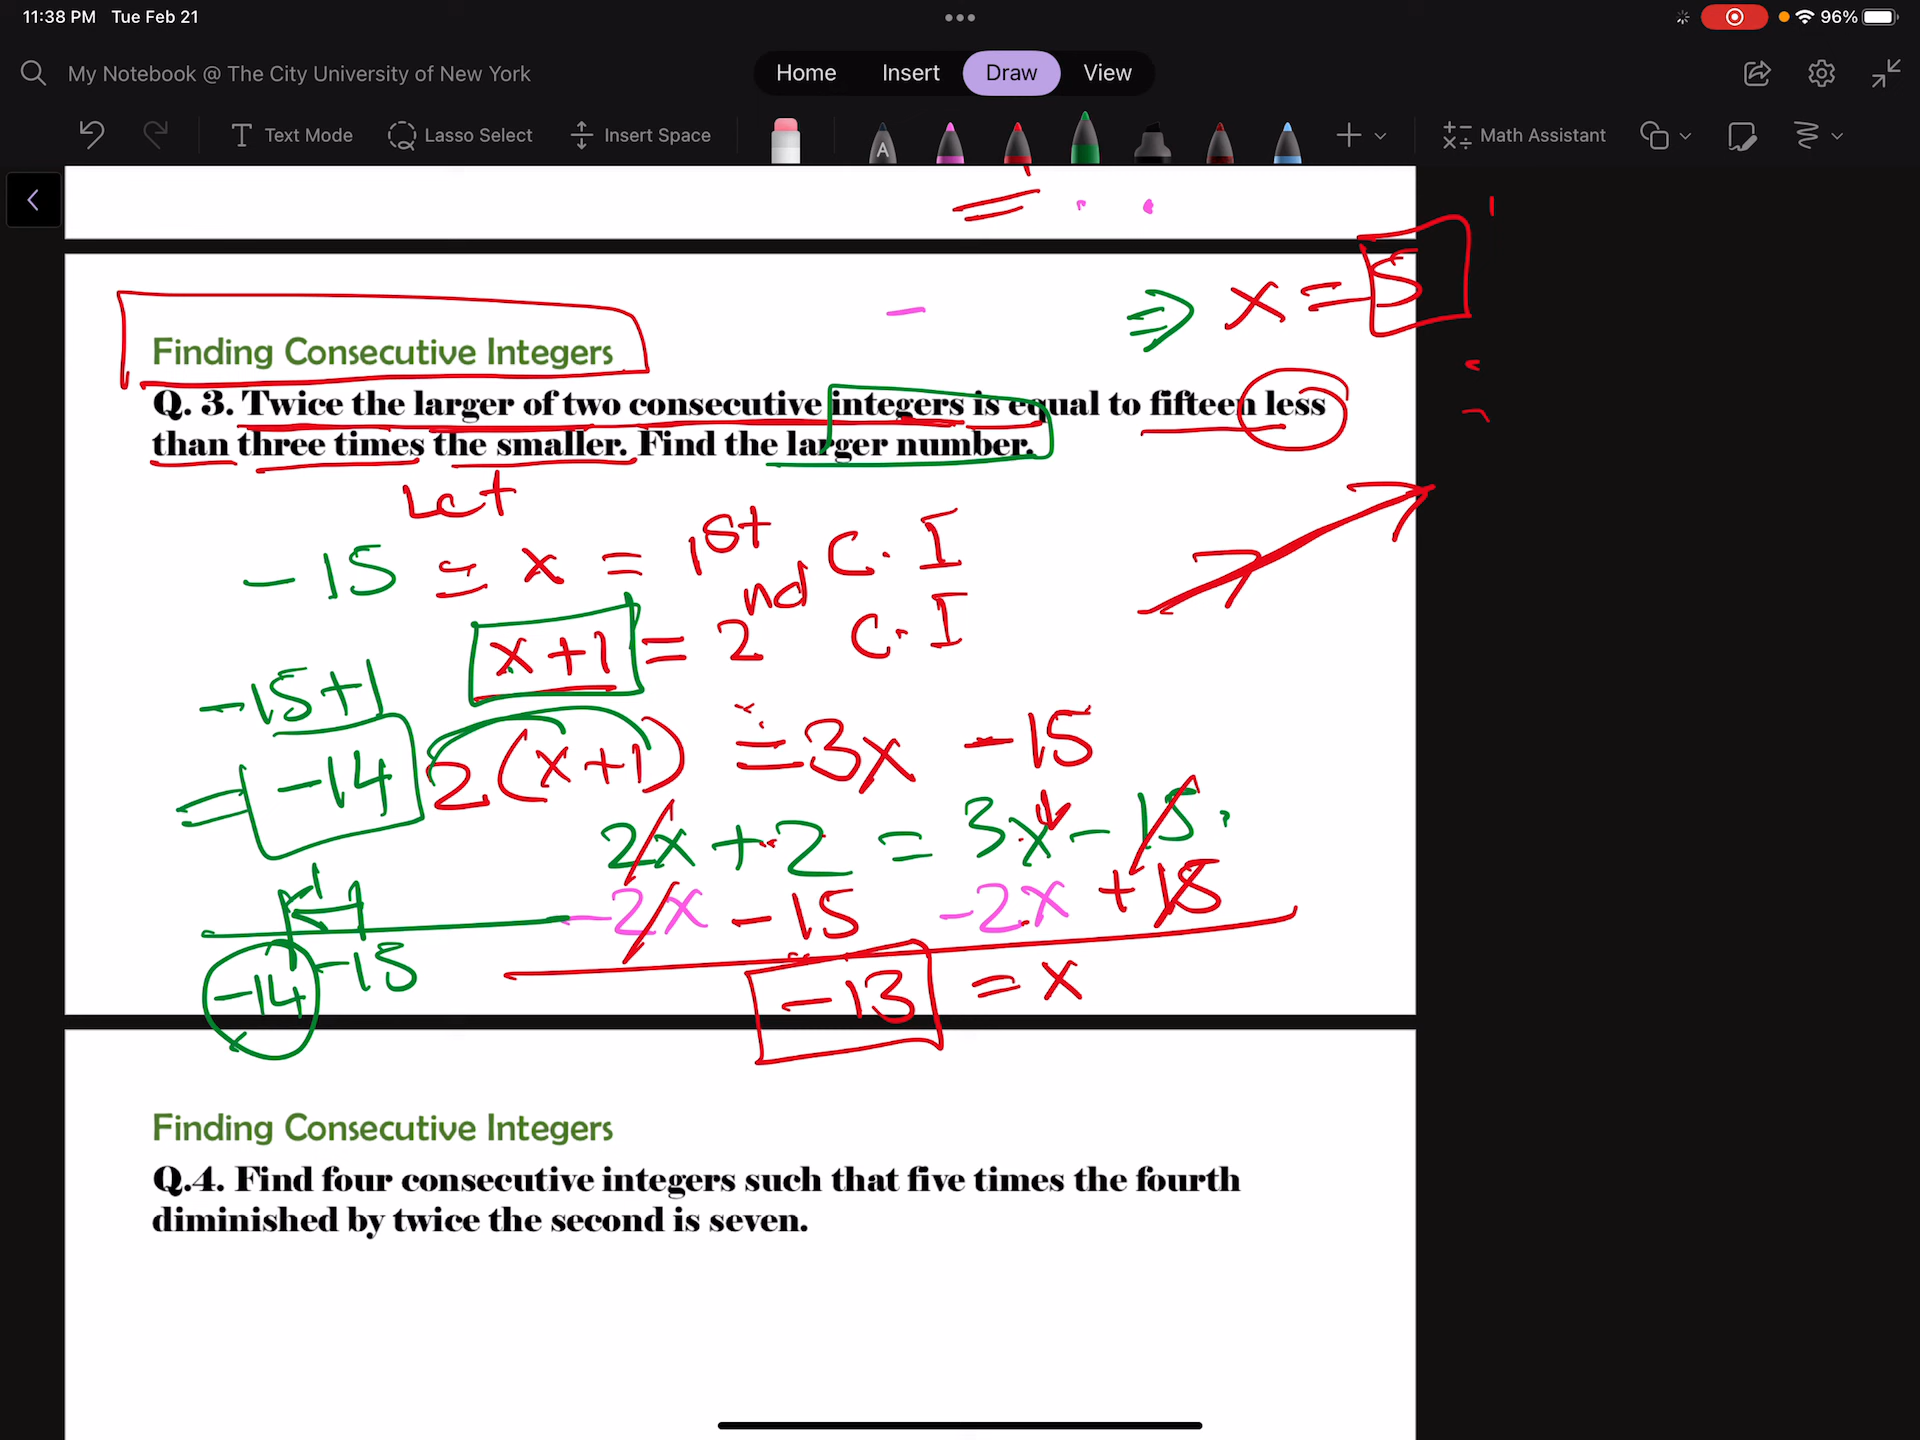 11:38 PM Tue Feb 21
96%
My Notebook @ The City University of New York
Home Insert Draw View
Text Mode Lasso Select Insert Space
A
Math Assistant
⇒ x = 5
Finding Consecutive Integers
Q. 3. Twice the larger of two consecutive integers is equal to fifteen less
than three times the smaller. Find the larger number.
Let
-15 = x = 1st C.I
x+1 = 2nd C.I
-15+1
= -14
2(x+1) = 3x -15
2x + 2 = 3x - 15
-2x - 15 -2x + 15
-14 -15
-13 = x
Finding Consecutive Integers
Q.4. Find four consecutive integers such that five times the fourth
diminished by twice the second is seven.